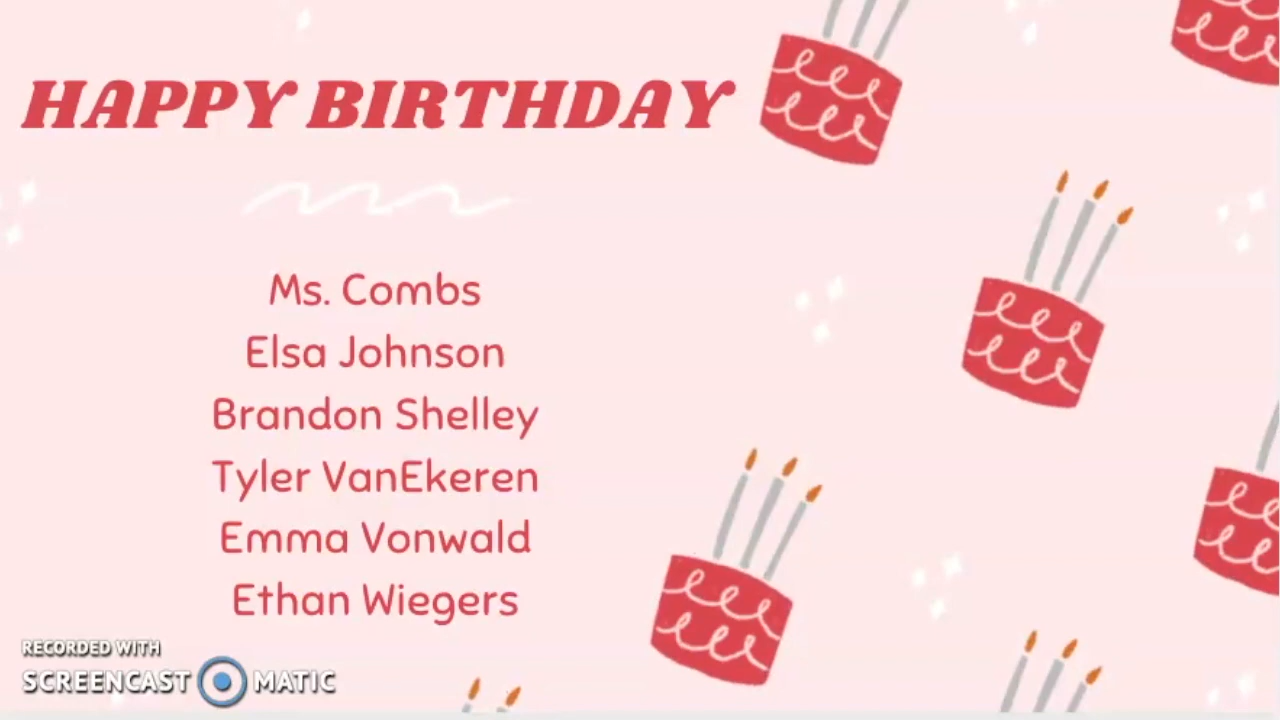 HAPPY BIRTHDAY
Ms. Combs
Elsa Johnson
Brandon Shelley
Tyler VanEkeren
Emma Vonwald
Ethan Wiegers
RECORDED WITH
SCREENCAST MATIC